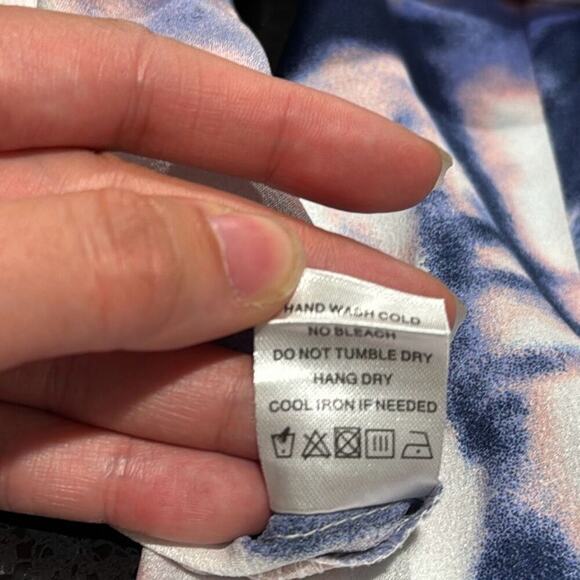 HAND WASH COLD
NO BLEACH
DO NOT TUMBLE DRY
HANG DRY
COOL IRON IF NEEDED